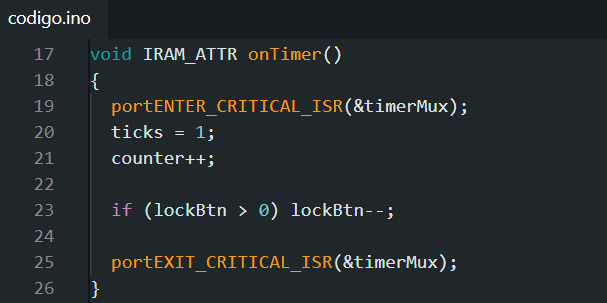 codigo.ino
17 void IRAM_ATTR onTimer()
18 {
19 portENTER_CRITICAL_ISR(&timerMux);
20 ticks = 1;
21 counter++;
22
23 if (lockBtn > 0) lockBtn--;
24
25 portEXIT_CRITICAL_ISR(&timerMux);
26 }